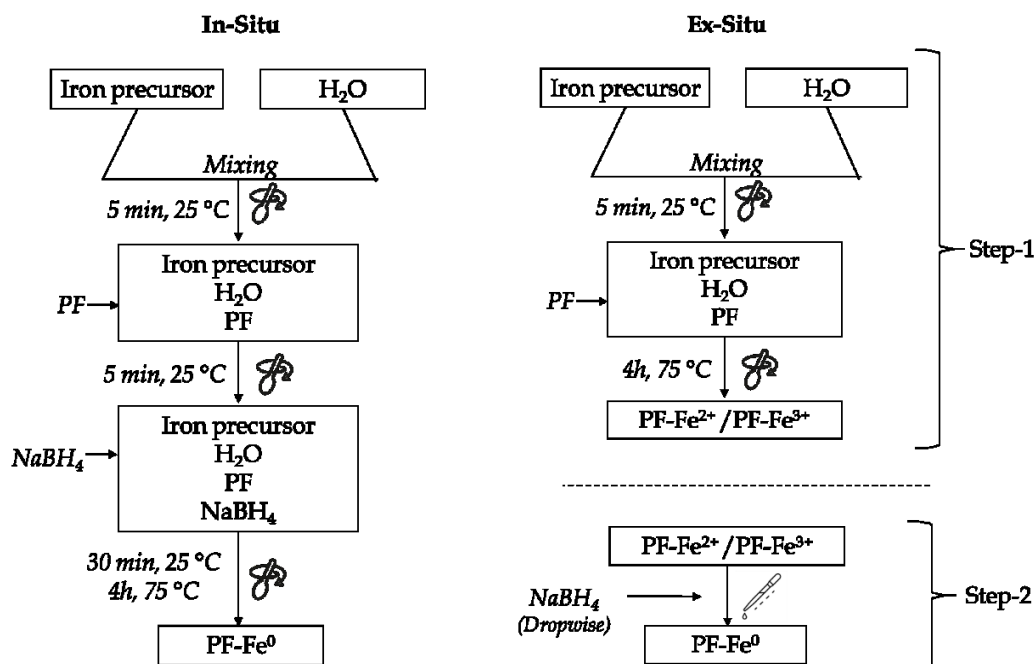 In-Situ
Iron precursor
H₂O
Mixing
5 min, 25 °C
Iron precursor
H₂O
PF
PF
5 min, 25 °C
Iron precursor
H₂O
PF
NaBH₄
NaBH₄
30 min, 25 °C
4h, 75 °C
PF-Fe⁰
Ex-Situ
Iron precursor
H₂O
Mixing
5 min, 25 °C
Iron precursor
H₂O
PF
PF
4h, 75 °C
PF-Fe²⁺/PF-Fe³⁺
Step-1
PF-Fe²⁺/PF-Fe³⁺
NaBH₄
(Dropwise)
PF-Fe⁰
Step-2